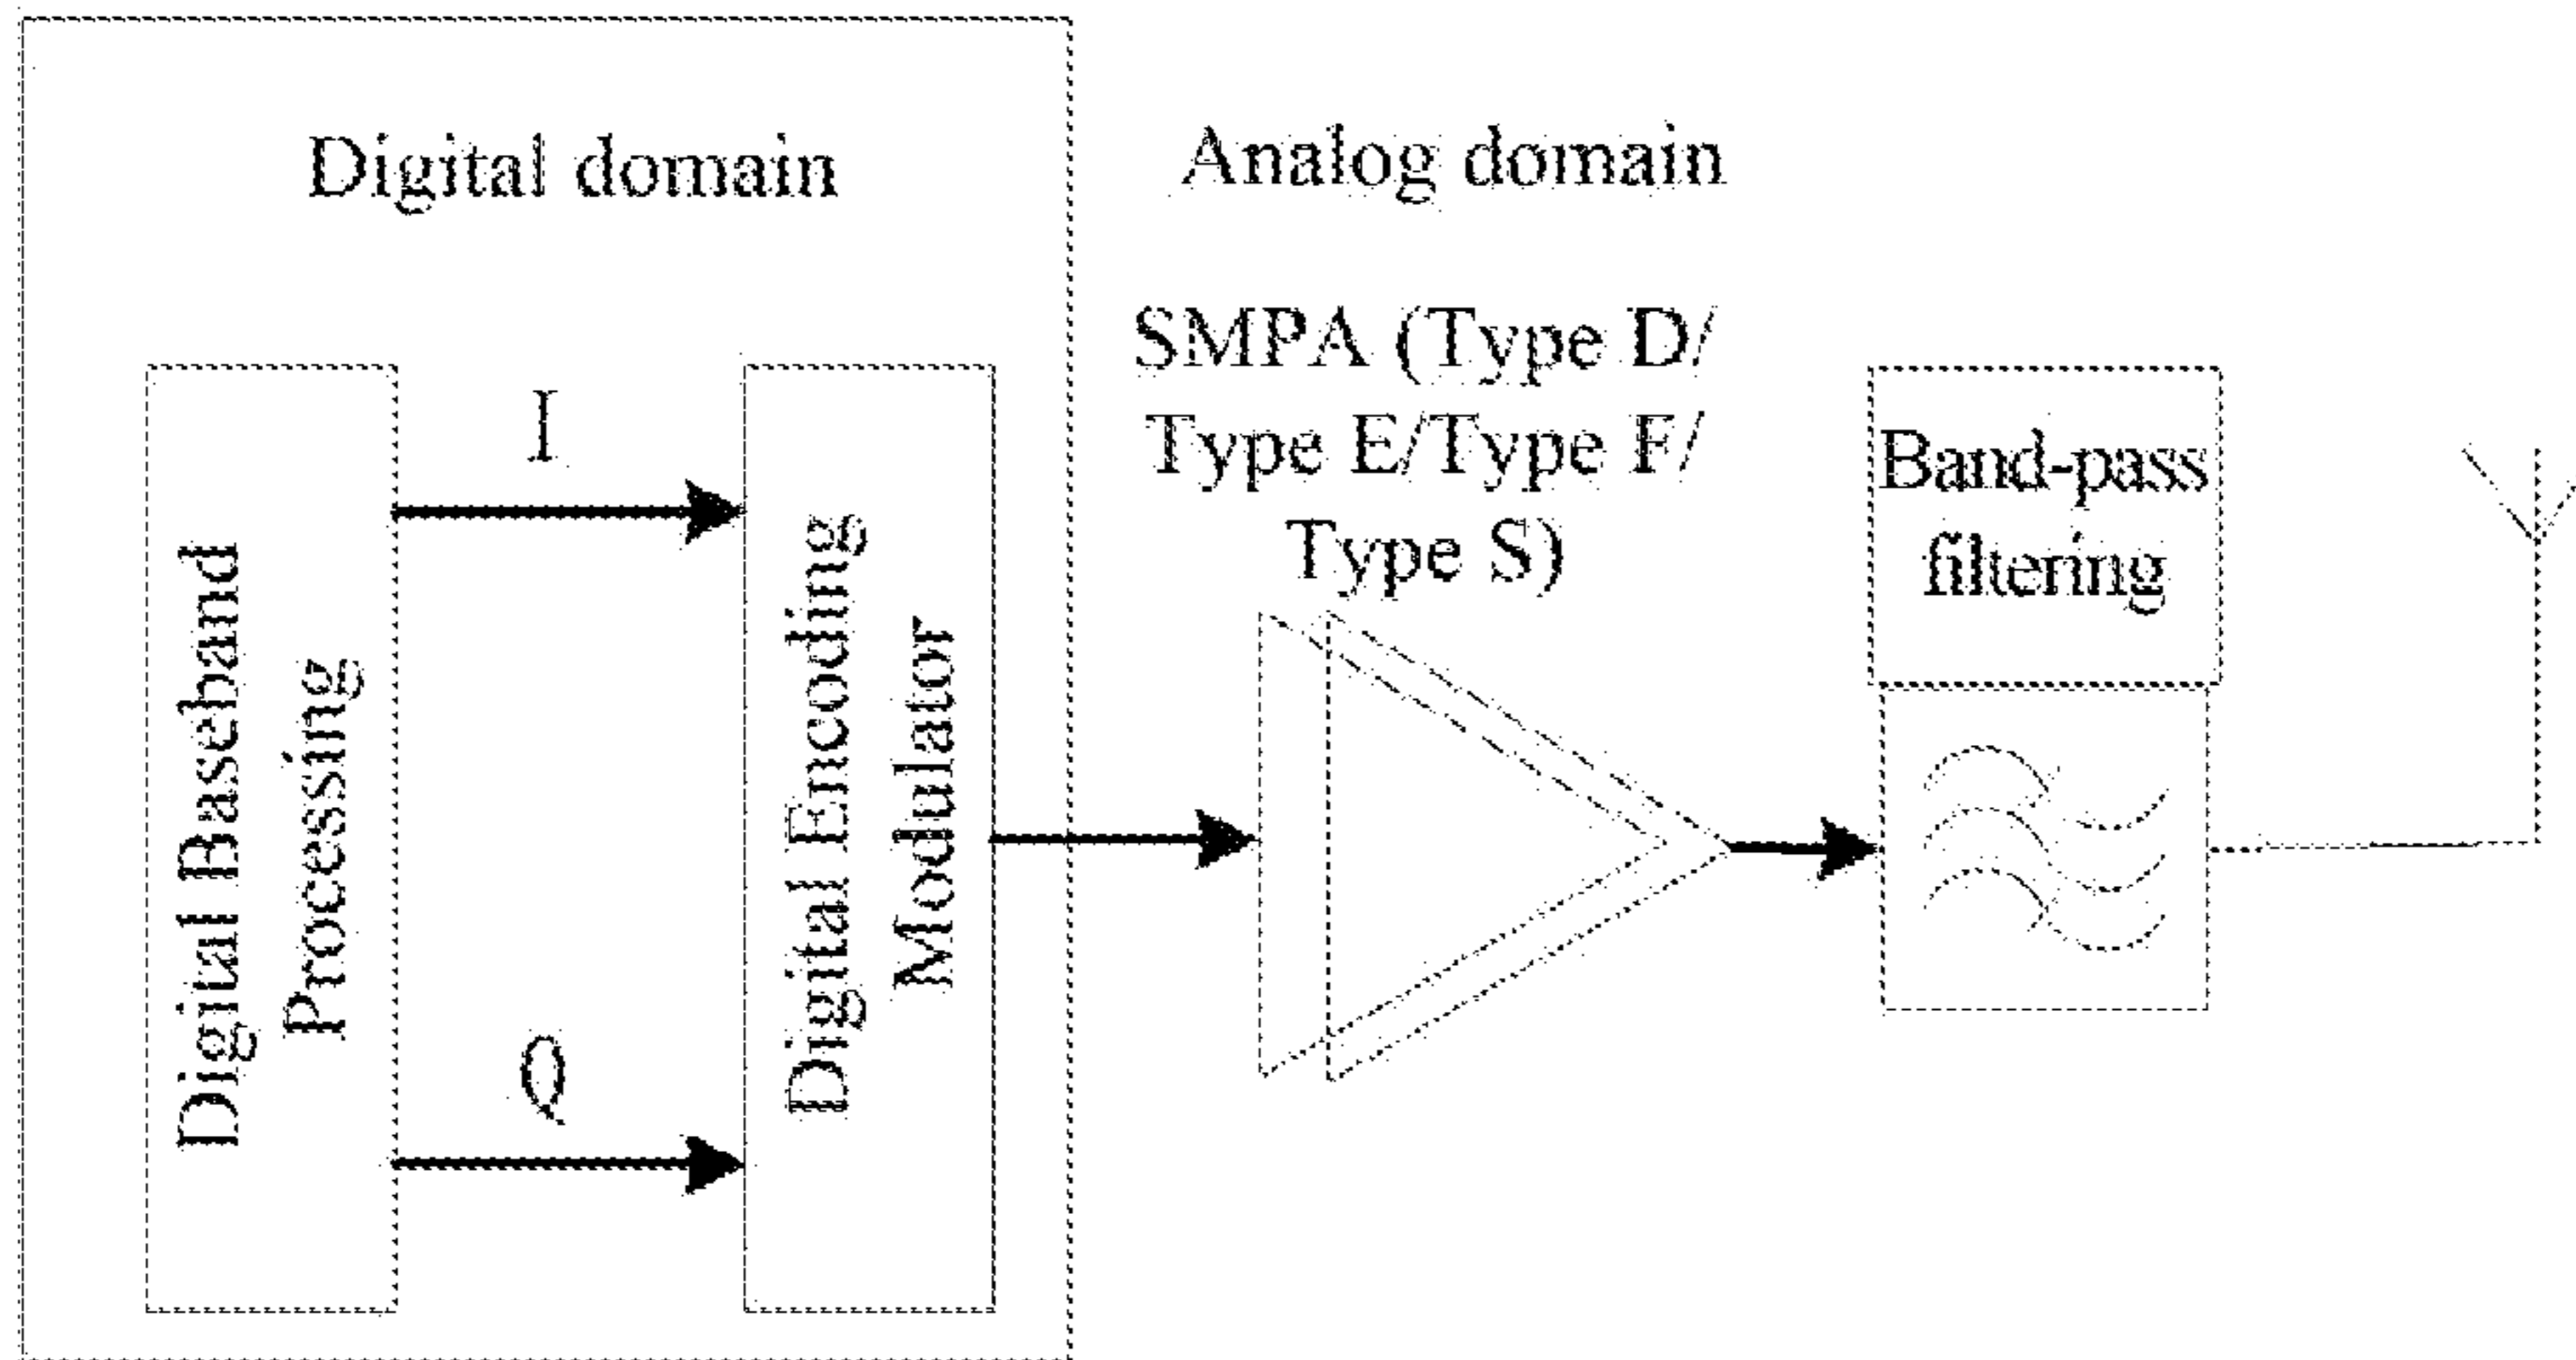 Digital domain
Analog domain
Digital Baseband
Processing
I
Q
Digital Encoding
Modulator
SMPA (Type D/
Type E/Type F/
Type S)
Band-pass
filtering